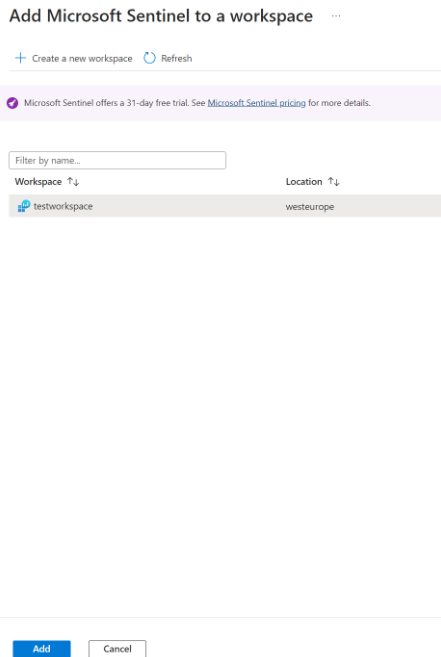 Add Microsoft Sentinel to a workspace ...
+ Create a new workspace Refresh
Microsoft Sentinel offers a 31-day free trial. See Microsoft Sentinel pricing for more details.
Filter by name...
Workspace ↑↓ Location ↑↓
testworkspace westeurope
Add Cancel